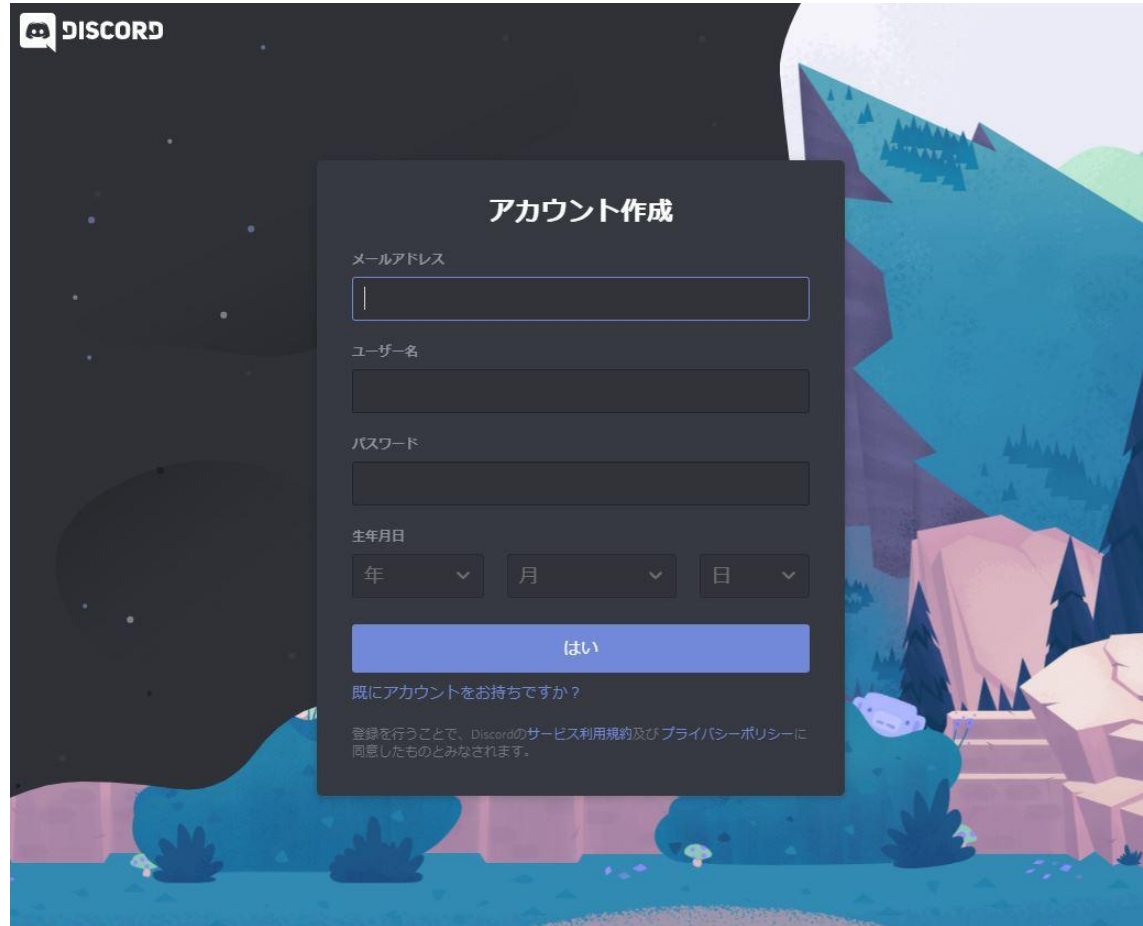 DISCORD
アカウント作成
メールアドレス
ユーザー名
パスワード
生年月日
年 月 日
はい
既にアカウントをお持ちですか？
登録を行うことで、Discordのサービス利用規約及びプライバシーポリシーに
同意したものとみなされます。